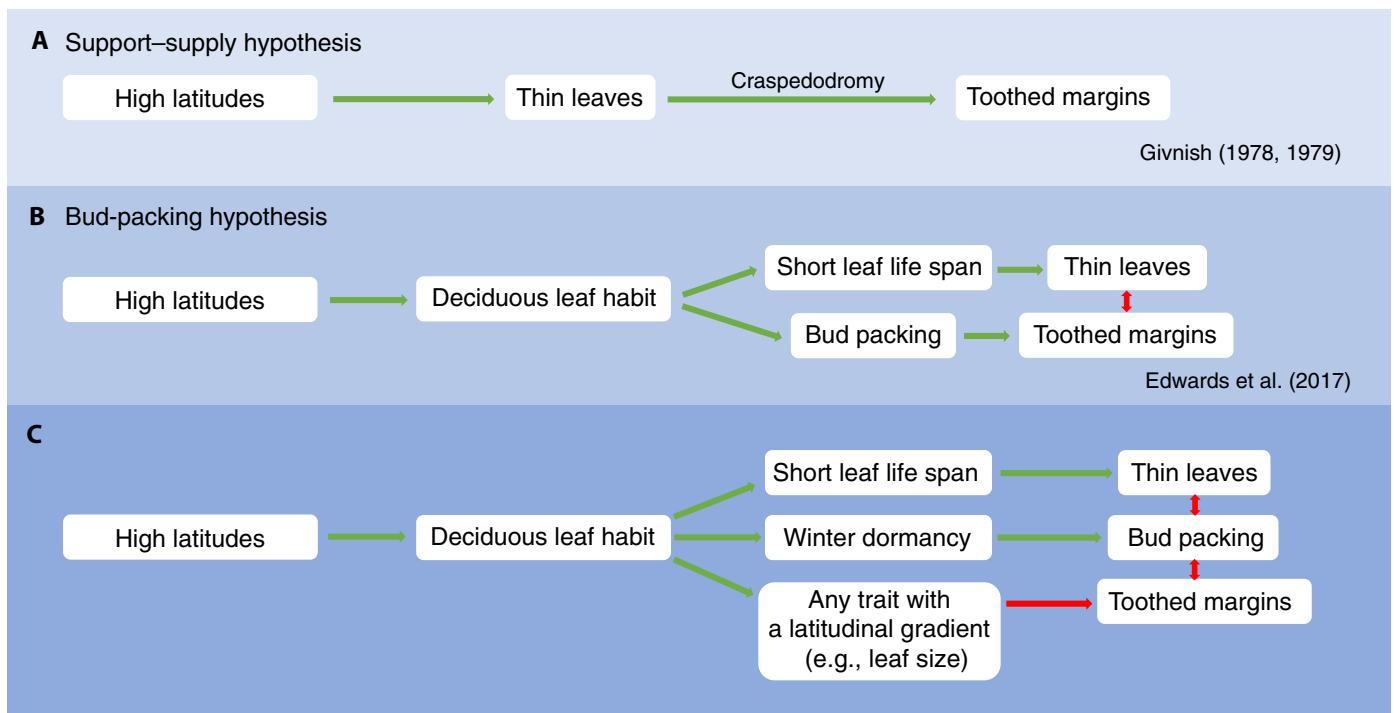 A Support–supply hypothesis
High latitudes
Thin leaves
Craspedodromy
Toothed margins
Givnish (1978, 1979)
B Bud-packing hypothesis
High latitudes
Deciduous leaf habit
Short leaf life span
Thin leaves
Bud packing
Toothed margins
Edwards et al. (2017)
C
High latitudes
Deciduous leaf habit
Short leaf life span
Thin leaves
Winter dormancy
Bud packing
Any trait with
a latitudinal gradient
(e.g., leaf size)
Toothed margins